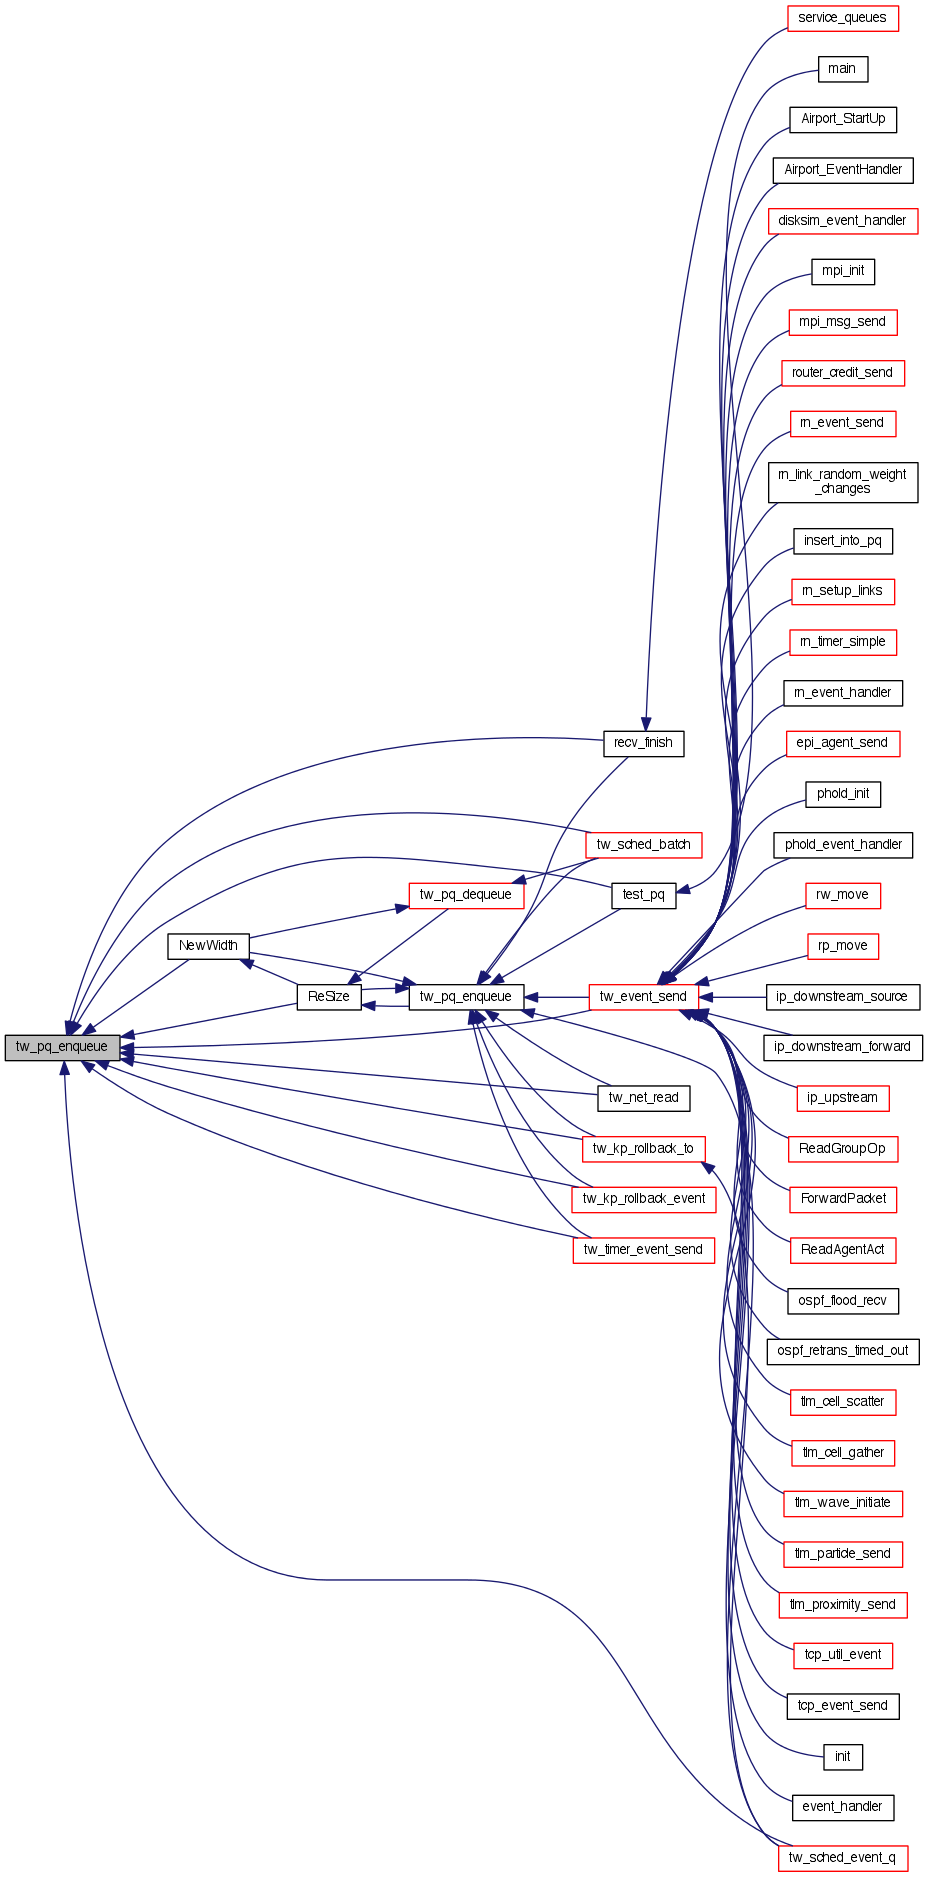 service_queues
main
Airport_StartUp
Airport_EventHandler
disksim_event_handler
mpi_init
mpi_msg_send
router_credit_send
rn_event_send
rn_link_random_weight
_changes
insert_into_pq
rn_setup_links
rn_timer_simple
rn_event_handler
recv_finish
epi_agent_send
phold_init
tw_sched_batch
phold_event_handler
tw_pq_dequeue
test_pq
rw_move
NewWidth
rp_move
ReSize
tw_pq_enqueue
tw_event_send
ip_downstream_source
tw_pq_enqueue
ip_downstream_forward
tw_net_read
ip_upstream
tw_kp_rollback_to
ReadGroupOp
tw_kp_rollback_event
ForwardPacket
tw_timer_event_send
ReadAgentAct
ospf_flood_recv
ospf_retrans_timed_out
tlm_cell_scatter
tlm_cell_gather
tlm_wave_initiate
tlm_particle_send
tlm_proximity_send
tcp_util_event
tcp_event_send
init
event_handler
tw_sched_event_q